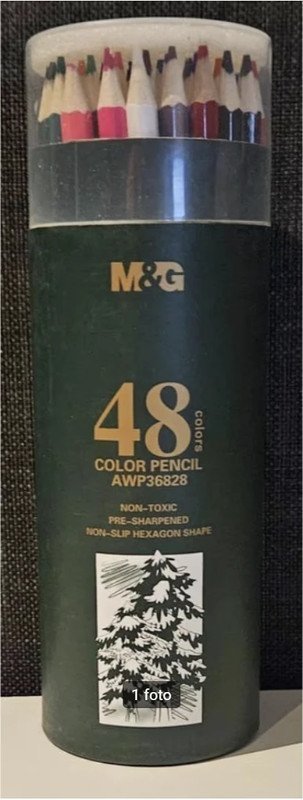 M&G
48 colors
COLOR PENCIL
AWP36828
NON-TOXIC
PRE-SHARPENED
NON-SLIP HEXAGON SHAPE
1 foto